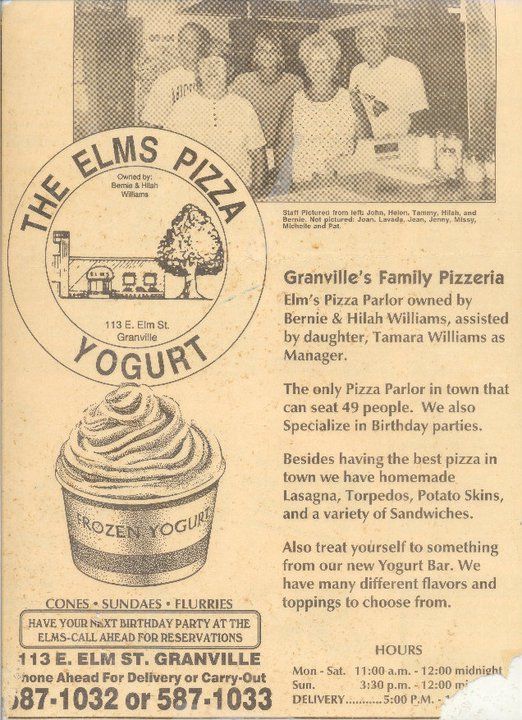 Staff Pictured from left: John, Helen, Tammy, Hilah, and
Bernie. Not pictured: Joan, Lavada, Jean, Jenny, Missy,
Michelle and Pat.
THE ELMS PIZZA
Owned by:
Bernie & Hilah
Williams
113 E. Elm St.
Granville
YOGURT
Granville's Family Pizzeria
Elm's Pizza Parlor owned by
Bernie & Hilah Williams, assisted
by daughter, Tamara Williams as
Manager.
The only Pizza Parlor in town that
can seat 49 people. We also
Specialize in Birthday parties.
Besides having the best pizza in
town we have homemade
Lasagna, Torpedos, Potato Skins,
and a variety of Sandwiches.
Also treat yourself to something
from our new Yogurt Bar. We
have many different flavors and
toppings to choose from.
FROZEN YOGURT
CONES • SUNDAES • FLURRIES
HAVE YOUR NEXT BIRTHDAY PARTY AT THE
ELMS-CALL AHEAD FOR RESERVATIONS
113 E. ELM ST. GRANVILLE
hone Ahead For Delivery or Carry-Out
87-1032 or 587-1033
HOURS
Mon - Sat. 11:00 a.m. - 12:00 midnight
Sun. 3:30 p.m. - 12:00
DELIVERY...........5:00 P.M. -